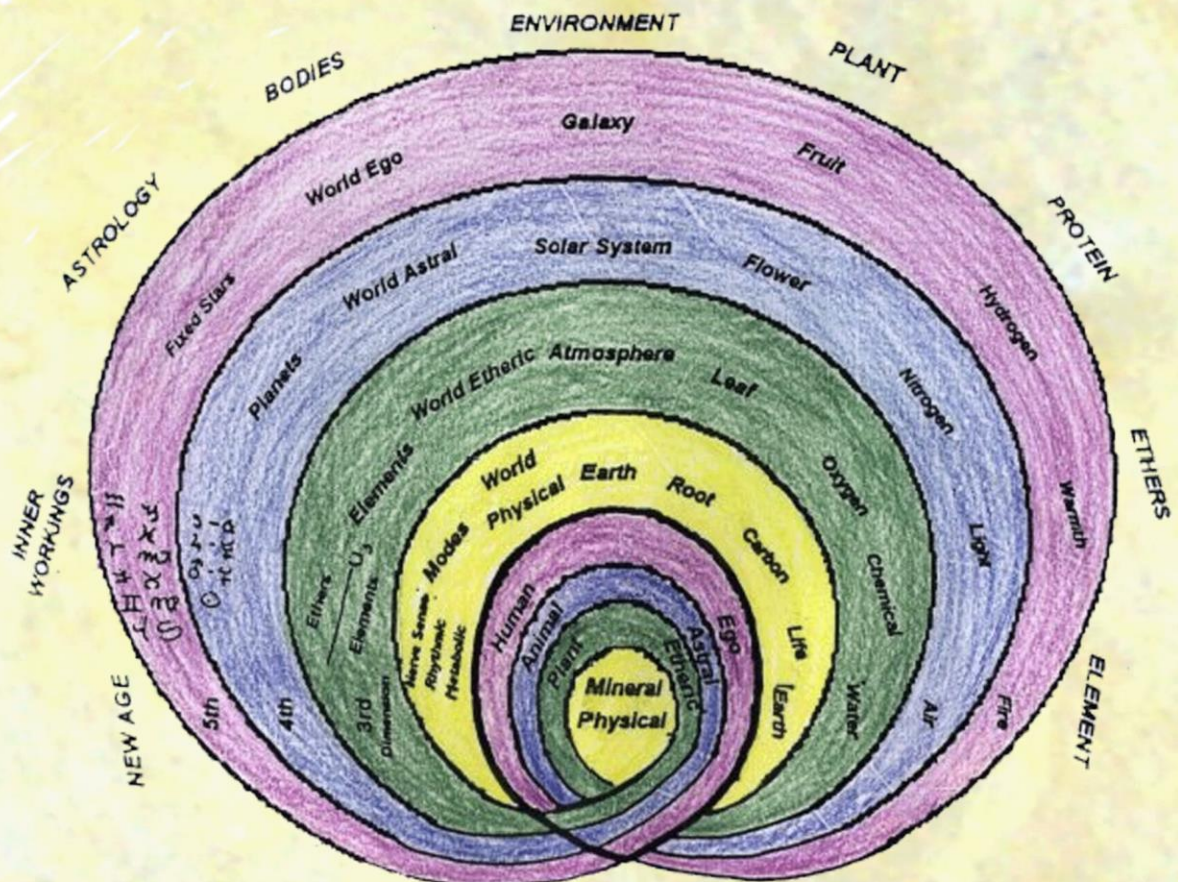 ENVIRONMENT
BODIES
PLANT
ASTROLOGY
PROTEIN
INNER
WORKINGS
ETHERS
NEW AGE
ELEMENT
Galaxy
World Ego
Fruit
Fixed Stars
Hydrogen
Warmth
5th
Fire
Solar System
World Astral
Flower
Planets
Nitrogen
Light
4th
Air
Atmosphere
World Etheric
Leaf
Elements
Oxygen
Ethers
Elements
Chemical
3rd
Dimension
Water
World
Physical
Earth
Root
Modes
Carbon
Nerve Sense
Rhythmic
Metabolic
Life
Earth
Human
Ego
Animal
Astral
Plant
Etheric
Mineral
Physical